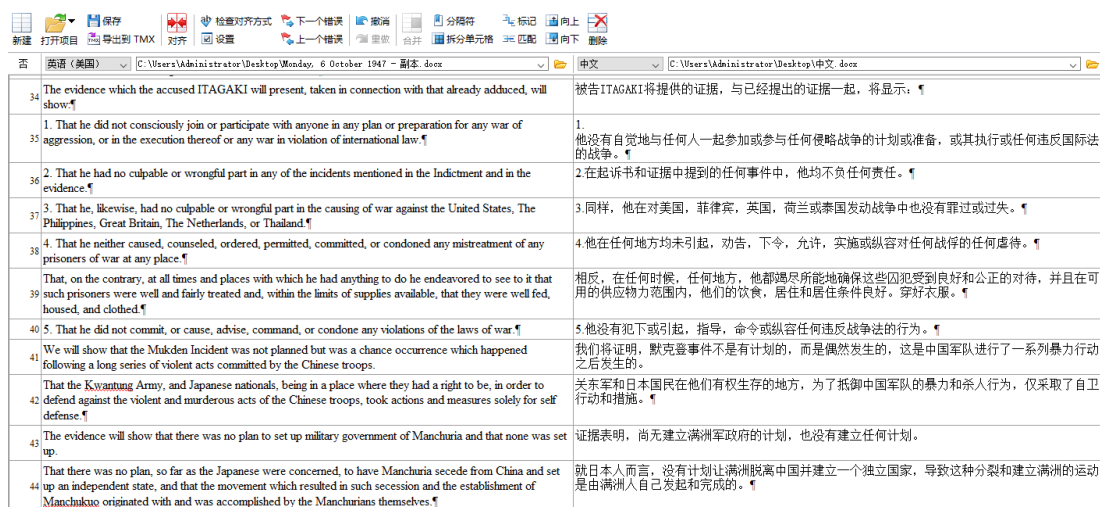 新建 打开项目 保存 导出到 TMX 对齐 检查对齐方式 设置 下一个错误 上一个错误 撤消 重做 合并 分隔符 拆分单元格 标记 匹配 向上 向下 删除
否 英语（美国） C:\Users\Administrator\Desktop\Monday, 6 October 1947 - 副本.docx 中文 C:\Users\Administrator\Desktop\中文.docx
34 The evidence which the accused ITAGAKI will present, taken in connection with that already adduced, will
show:¶
被告ITAGAKI将提供的证据，与已经提出的证据一起，将显示：¶
35 1. That he did not consciously join or participate with anyone in any plan or preparation for any war of
aggression, or in the execution thereof or any war in violation of international law.¶
1.
他没有自觉地与任何人一起参加或参与任何侵略战争的计划或准备，或其执行或任何违反国际法
的战争。¶
36 2. That he had no culpable or wrongful part in any of the incidents mentioned in the Indictment and in the
evidence.¶
2.在起诉书和证据中提到的任何事件中，他均不负任何责任。¶
37 3. That he, likewise, had no culpable or wrongful part in the causing of war against the United States, The
Philippines, Great Britain, The Netherlands, or Thailand.¶
3.同样，他在对美国，菲律宾，英国，荷兰或泰国发动战争中也没有罪过或过失。¶
38 4. That he neither caused, counseled, ordered, permitted, committed, or condoned any mistreatment of any
prisoners of war at any place.¶
4.他在任何地方均未引起，劝告，下令，允许，实施或纵容对任何战俘的任何虐待。¶
39 That, on the contrary, at all times and places with which he had anything to do he endeavored to see to it that
such prisoners were well and fairly treated and, within the limits of supplies available, that they were well fed,
housed, and clothed.¶
相反，在任何时候，任何地方，他都竭尽所能地确保这些囚犯受到良好和公正的对待，并且在可
用的供应物力范围内，他们的饮食，居住和居住条件良好。穿好衣服。¶
40 5. That he did not commit, or cause, advise, command, or condone any violations of the laws of war.¶
5.他没有犯下或引起，指导，命令或纵容任何违反战争法的行为。¶
41 We will show that the Mukden Incident was not planned but was a chance occurrence which happened
following a long series of violent acts committed by the Chinese troops.
我们将证明，默克登事件不是有计划的，而是偶然发生的，这是中国军队进行了一系列暴力行动
之后发生的。
42 That the Kwantung Army, and Japanese nationals, being in a place where they had a right to be, in order to
defend against the violent and murderous acts of the Chinese troops, took actions and measures solely for self
defense.¶
关东军和日本国民在他们有权生存的地方，为了抵御中国军队的暴力和杀人行为，仅采取了自卫
行动和措施。¶
43 The evidence will show that there was no plan to set up military government of Manchuria and that none was set
up.
证据表明，尚无建立满洲军政府的计划，也没有建立任何计划。
44 That there was no plan, so far as the Japanese were concerned, to have Manchuria secede from China and set
up an independent state, and that the movement which resulted in such secession and the establishment of
Manchukuo originated with and was accomplished by the Manchurians themselves.¶
就日本人而言，没有计划让满洲脱离中国并建立一个独立国家，导致这种分裂和建立满洲的运动
是由满洲人自己发起和完成的。¶